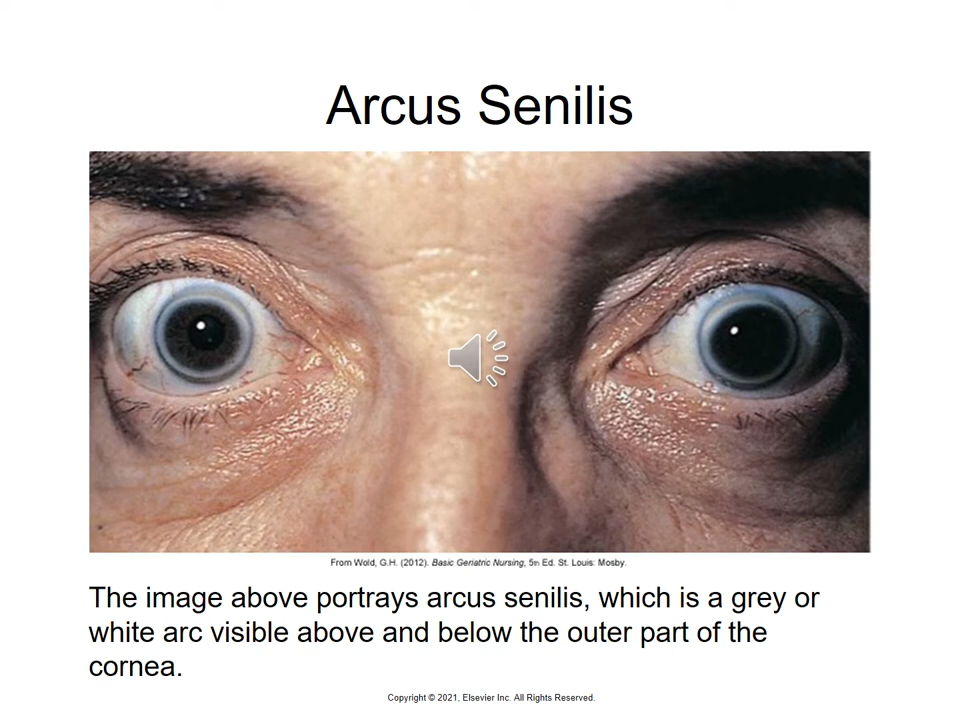 Arcus Senilis
From Wold, G.H. (2012). Basic Geriatric Nursing, 5th Ed. St. Louis: Mosby.
The image above portrays arcus senilis, which is a grey or
white arc visible above and below the outer part of the
cornea.
Copyright © 2021, Elsevier Inc. All Rights Reserved.